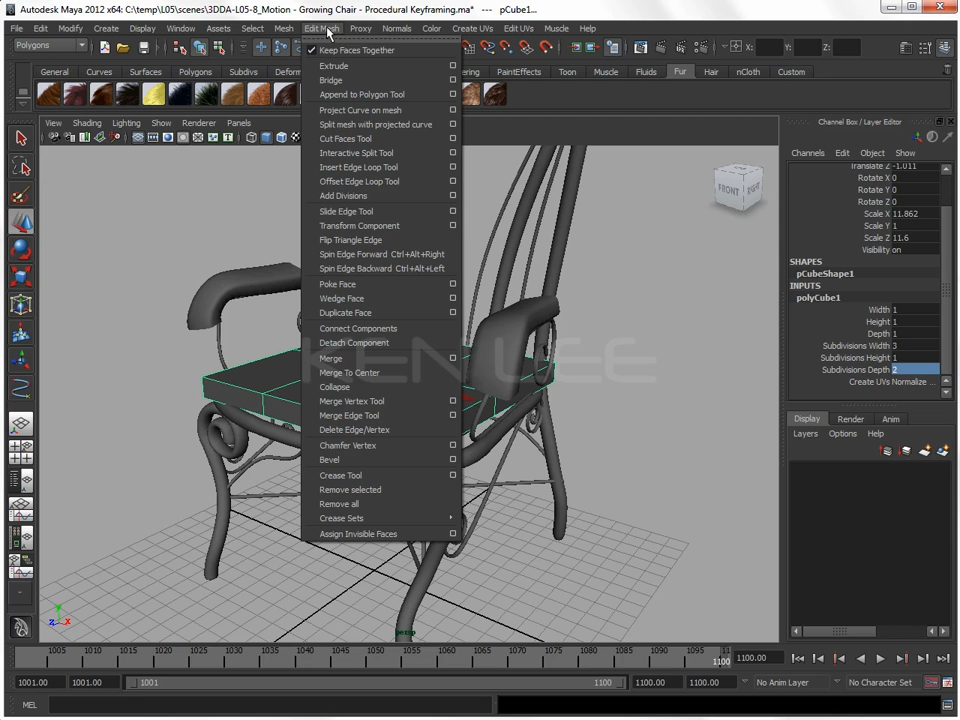 Autodesk Maya 2012 x64: C:\temp\L05\scenes\3DDA-L05-8_Motion - Growing Chair - Procedural Keyframing.ma* --- pCube1...
File Edit Modify Create Display Window Assets Select Mesh Edit Mesh Proxy Normals Color Create UVs Edit UVs Muscle Help
Polygons X: Y: Z:
General Curves Surfaces Polygons Subdivs Deform ering PaintEffects Toon Muscle Fluids Fur Hair nCloth Custom
View Shading Lighting Show Renderer Panels
Keep Faces Together
Extrude
Bridge
Append to Polygon Tool
Project Curve on mesh
Split mesh with projected curve
Cut Faces Tool
Interactive Split Tool
Insert Edge Loop Tool
Offset Edge Loop Tool
Add Divisions
Slide Edge Tool
Transform Component
Flip Triangle Edge
Spin Edge Forward Ctrl+Alt+Right
Spin Edge Backward Ctrl+Alt+Left
Poke Face
Wedge Face
Duplicate Face
Connect Components
Detach Component
Merge
Merge To Center
Collapse
Merge Vertex Tool
Merge Edge Tool
Delete Edge/Vertex
Chamfer Vertex
Bevel
Crease Tool
Remove selected
Remove all
Crease Sets
Assign Invisible Faces
FRONT RIGHT
KEN LEE
persp
Y
Z X
Channel Box / Layer Editor
Channels Edit Object Show
Translate Z -1.011
Rotate X 0
Rotate Y 0
Rotate Z 0
Scale X 11.862
Scale Y 1
Scale Z 11.6
Visibility on
SHAPES
pCubeShape1
INPUTS
polyCube1
Width 1
Height 1
Depth 1
Subdivisions Width 3
Subdivisions Height 1
Subdivisions Depth 2
Create UVs Normalize ...
Display Render Anim
Layers Options Help
1005 1010 1015 1020 1025 1030 1035 1040 1045 1050 1055 1060 1065 1070 1075 1080 1085 1090 1095 11
1100 1100.00
1001.00 1001.00 1001 1100 1100.00 1100.00 No Anim Layer No Character Set
MEL